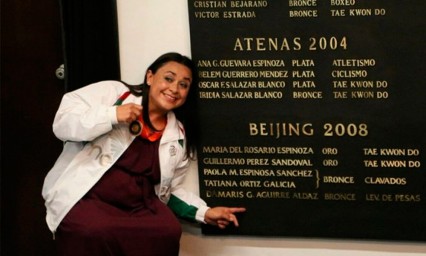 CRISTIAN BEJARANO BRONCE BOXEO
VICTOR ESTRADA BRONCE TAE KWON DO
ATENAS 2004
ANA G. GUEVARA ESPINOZA PLATA ATLETISMO
BELEM GUERRERO MENDEZ PLATA CICLISMO
OSCAR F. SALAZAR BLANCO PLATA TAE KWON DO
IRIDIA SALAZAR BLANCO BRONCE TAE KWON DO
BEIJING 2008
MARIA DEL ROSARIO ESPINOZA ORO TAE KWON DO
GUILLERMO PEREZ SANDOVAL ORO TAE KWON DO
PAOLA M. ESPINOSA SANCHEZ
TATIANA ORTIZ GALICIA } BRONCE CLAVADOS
DAMARIS G. AGUIRRE ALDAZ BRONCE LEV. DE PESAS